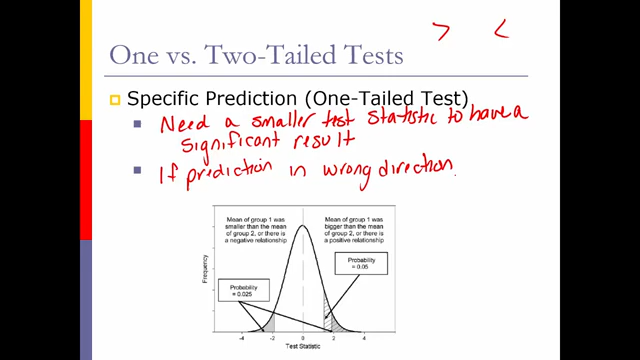 > <
One vs. Two-Tailed Tests
Specific Prediction (One-Tailed Test)
Need a smaller test statistic to have a
significant result
If prediction in wrong direction
Mean of group 1 was
smaller than the mean
of group 2, or there is
a negative relationship
Mean of group 1 was
bigger than the mean
of group 2, or there is
a positive relationship
Probability
= 0.05
Probability
= 0.025
Frequency
-4 -2 0 2 4
Test Statistic